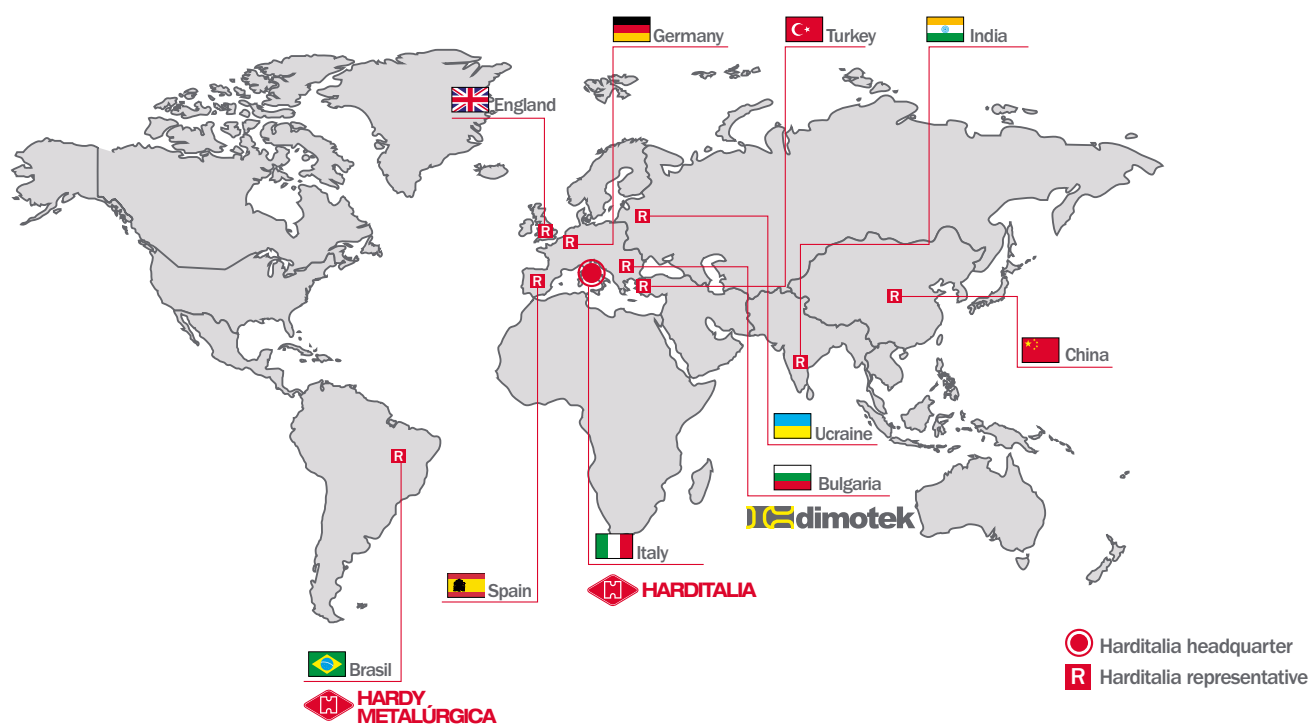 Germany
Turkey
India
England
R
R
R
R
R
R
R
R
China
R
Ucraine
R
Bulgaria
dimotek
Italy
Spain
HARDITALIA
Harditalia headquarter
Brasil
R Harditalia representative
HARDY
METALÚRGICA